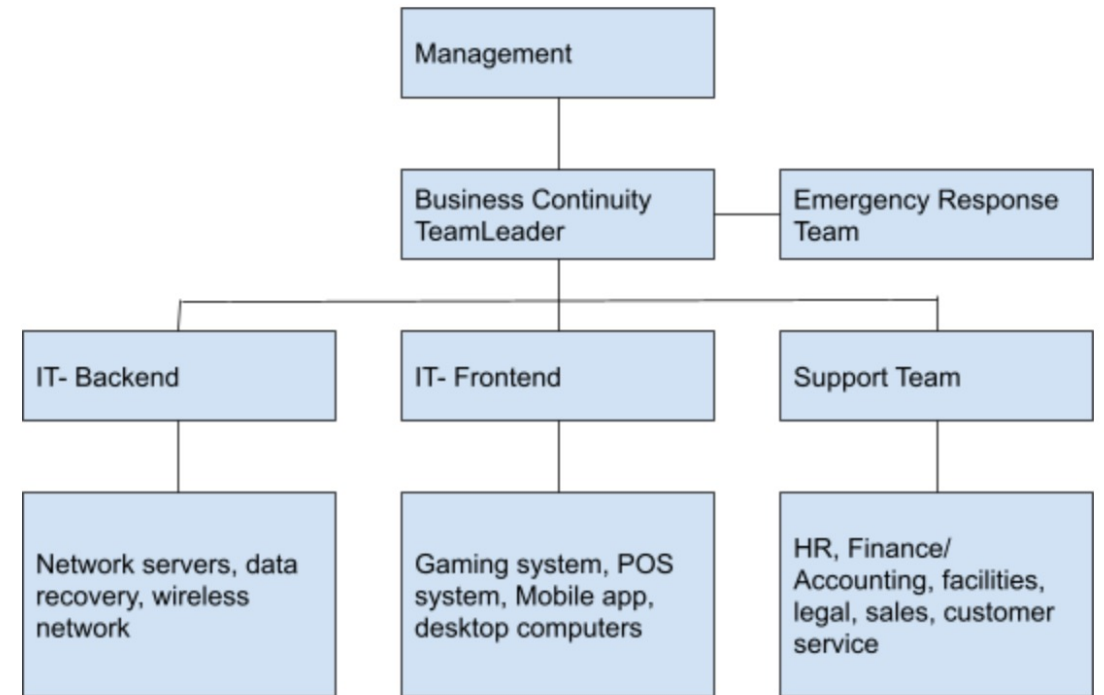 Management
Business Continuity
TeamLeader
Emergency Response
Team
IT- Backend
IT- Frontend
Support Team
Network servers, data
recovery, wireless
network
Gaming system, POS
system, Mobile app,
desktop computers
HR, Finance/
Accounting, facilities,
legal, sales, customer
service